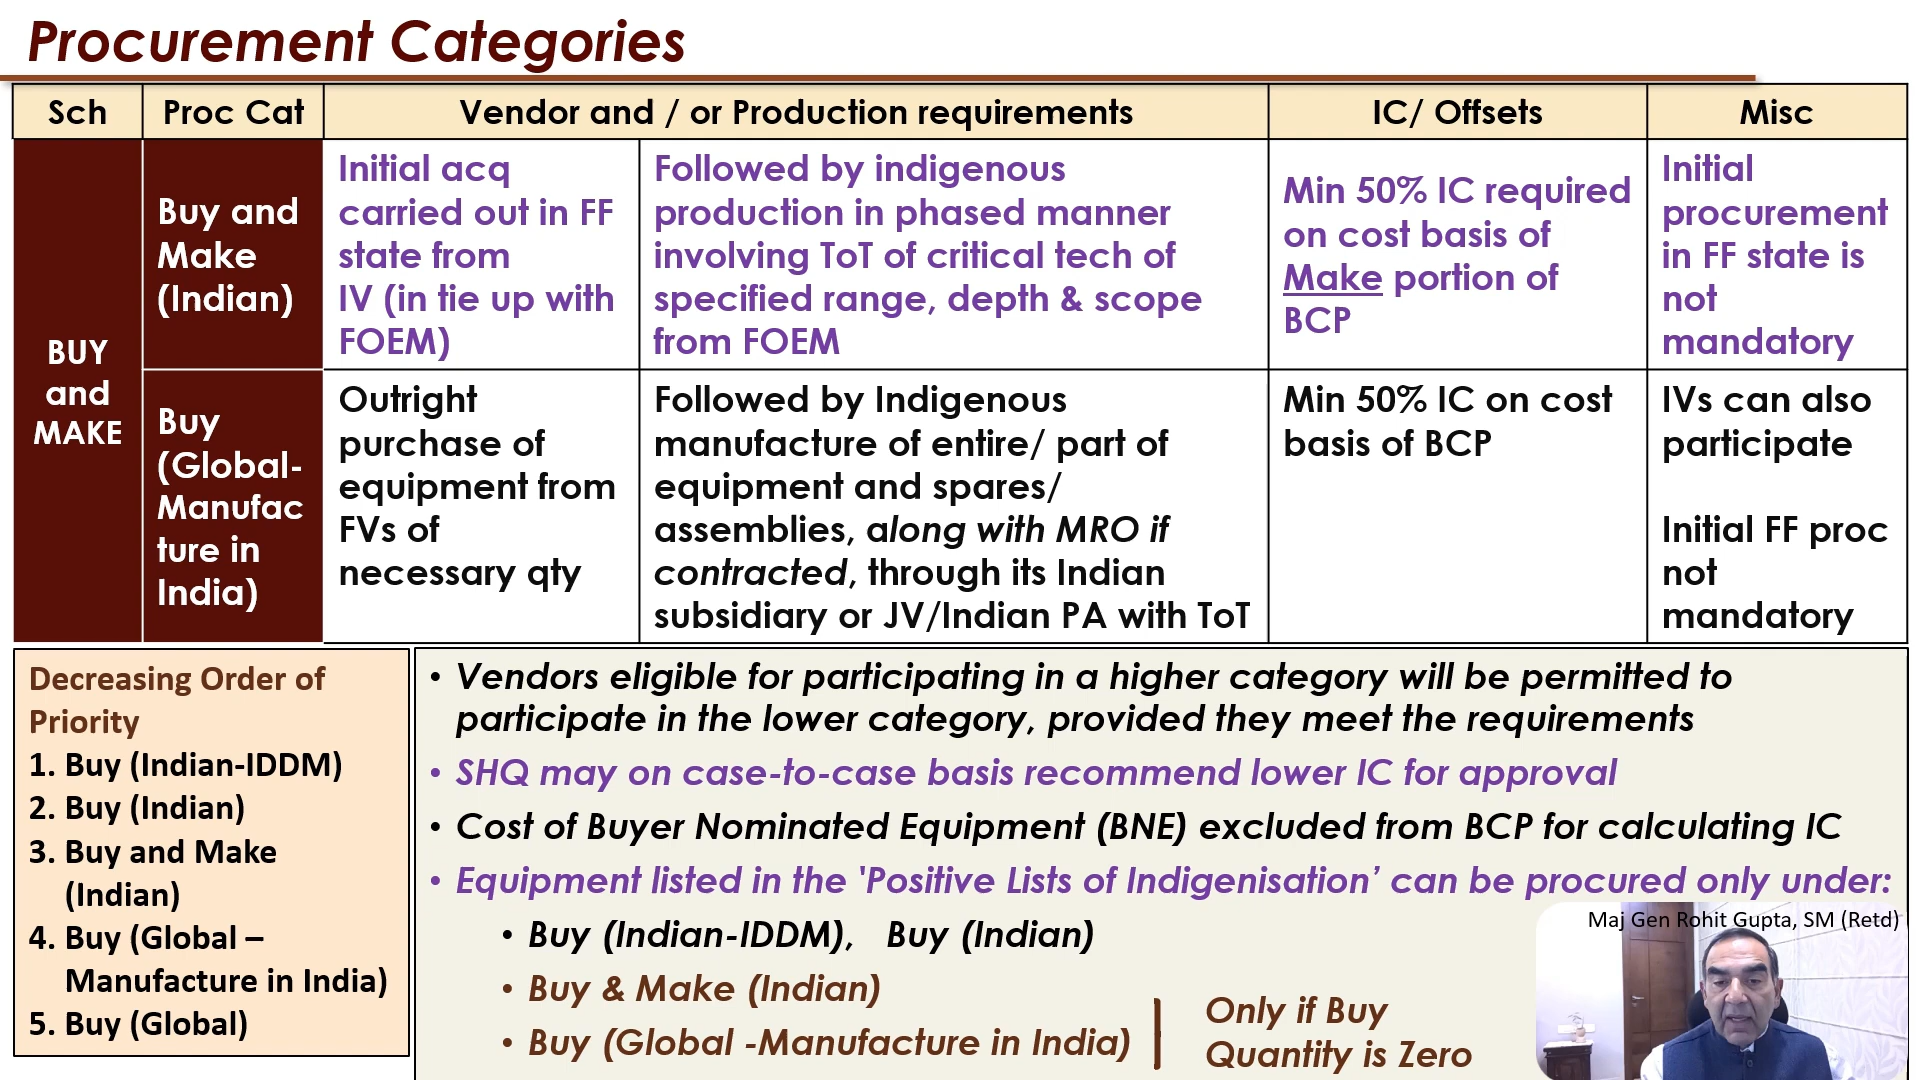 Procurement Categories
Sch
Proc Cat
Vendor and / or Production requirements
IC/ Offsets
Misc
BUY
and
MAKE
Buy and
Make
(Indian)
Initial acq
carried out in FF
state from
IV (in tie up with
FOEM)
Followed by indigenous
production in phased manner
involving ToT of critical tech of
specified range, depth & scope
from FOEM
Min 50% IC required
on cost basis of
Make portion of
BCP
Initial
procurement
in FF state is
not
mandatory
Buy
(Global-
Manufac
ture in
India)
Outright
purchase of
equipment from
FVs of
necessary qty
Followed by Indigenous
manufacture of entire/ part of
equipment and spares/
assemblies, along with MRO if
contracted, through its Indian
subsidiary or JV/Indian PA with ToT
Min 50% IC on cost
basis of BCP
IVs can also
participate
Initial FF proc
not
mandatory
Decreasing Order of
Priority
1. Buy (Indian-IDDM)
2. Buy (Indian)
3. Buy and Make
(Indian)
4. Buy (Global –
Manufacture in India)
5. Buy (Global)
• Vendors eligible for participating in a higher category will be permitted to
participate in the lower category, provided they meet the requirements
• SHQ may on case-to-case basis recommend lower IC for approval
• Cost of Buyer Nominated Equipment (BNE) excluded from BCP for calculating IC
• Equipment listed in the 'Positive Lists of Indigenisation’ can be procured only under:
• Buy (Indian-IDDM), Buy (Indian)
• Buy & Make (Indian)
• Buy (Global -Manufacture in India)
Only if Buy
Quantity is Zero
Maj Gen Rohit Gupta, SM (Retd)